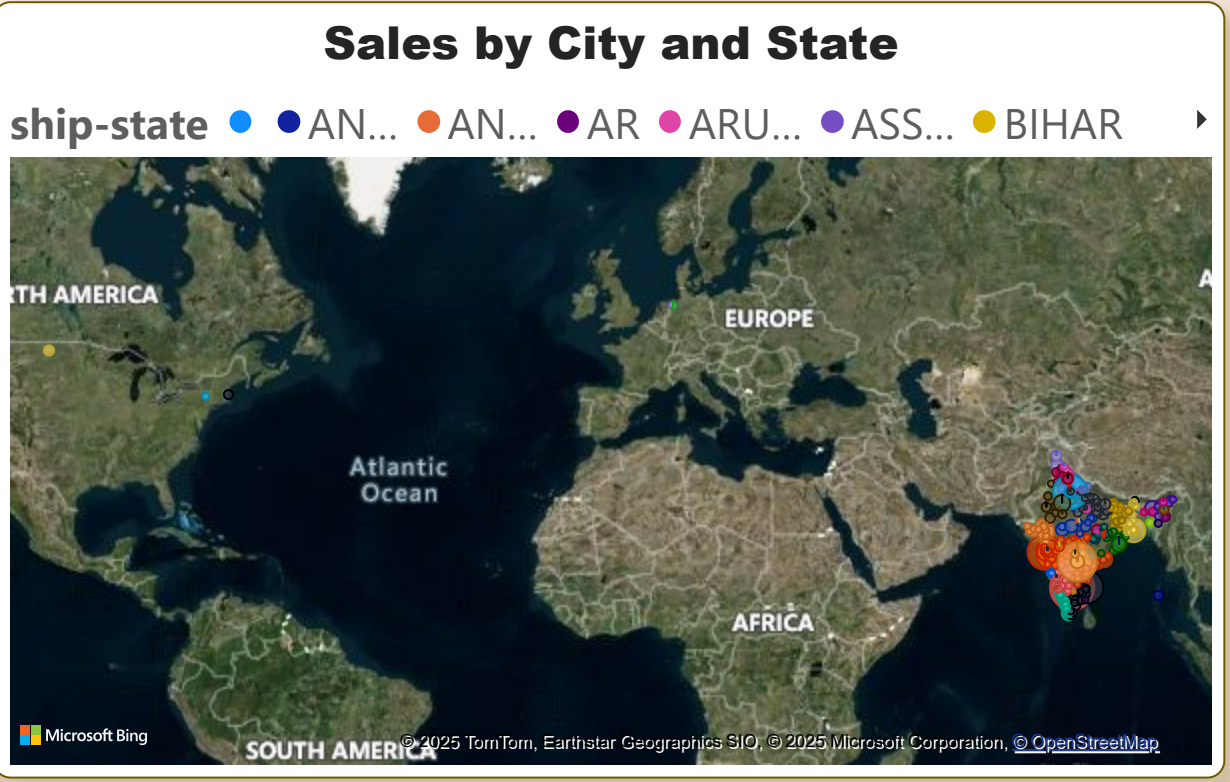 Sales by City and State
ship-state AN... AN... AR ARU... ASS... BIHAR
RTH AMERICA
A
EUROPE
Atlantic
Ocean
AFRICA
Microsoft Bing
SOUTH AMERICA
© 2025 TomTom, Earthstar Geographics SIO, © 2025 Microsoft Corporation, © OpenStreetMap